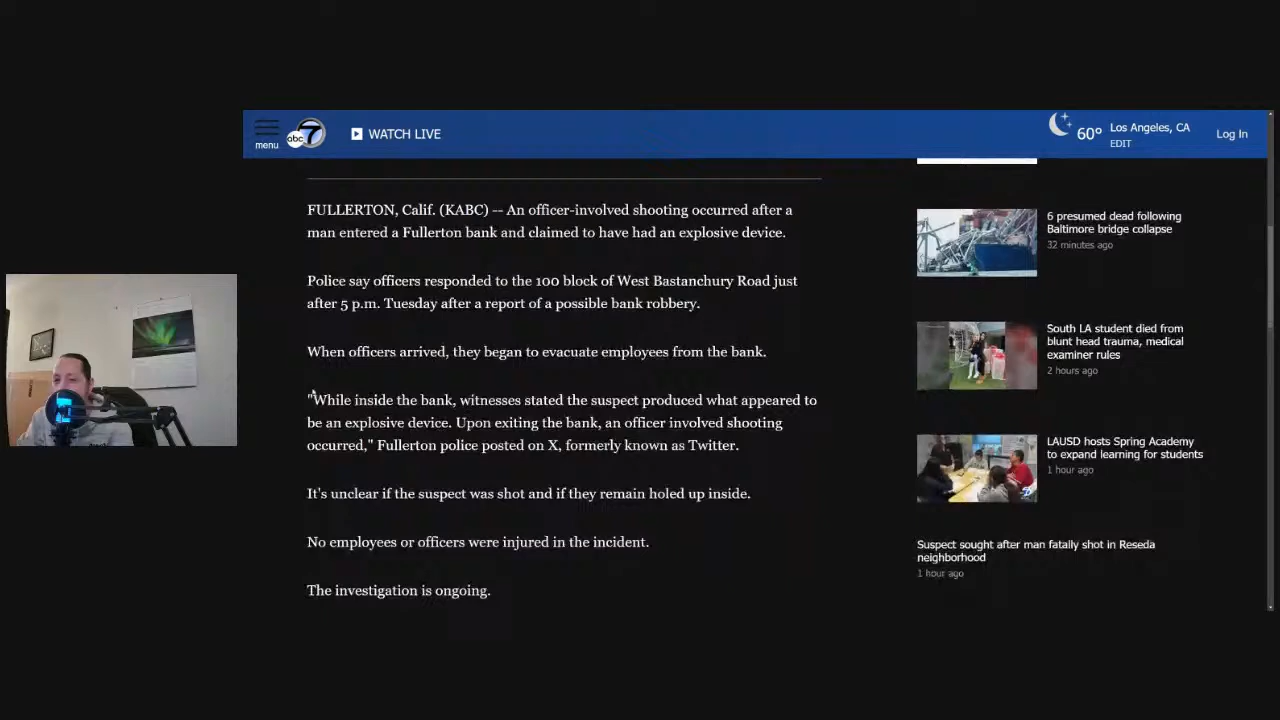 menu
abc 7
WATCH LIVE
60°
Los Angeles, CA
EDIT
Log In
FULLERTON, Calif. (KABC) -- An officer-involved shooting occurred after a
man entered a Fullerton bank and claimed to have had an explosive device.
Police say officers responded to the 100 block of West Bastanchury Road just
after 5 p.m. Tuesday after a report of a possible bank robbery.
When officers arrived, they began to evacuate employees from the bank.
"While inside the bank, witnesses stated the suspect produced what appeared to
be an explosive device. Upon exiting the bank, an officer involved shooting
occurred," Fullerton police posted on X, formerly known as Twitter.
It's unclear if the suspect was shot and if they remain holed up inside.
No employees or officers were injured in the incident.
The investigation is ongoing.
6 presumed dead following
Baltimore bridge collapse
32 minutes ago
South LA student died from
blunt head trauma, medical
examiner rules
2 hours ago
LAUSD hosts Spring Academy
to expand learning for students
1 hour ago
Suspect sought after man fatally shot in Reseda
neighborhood
1 hour ago